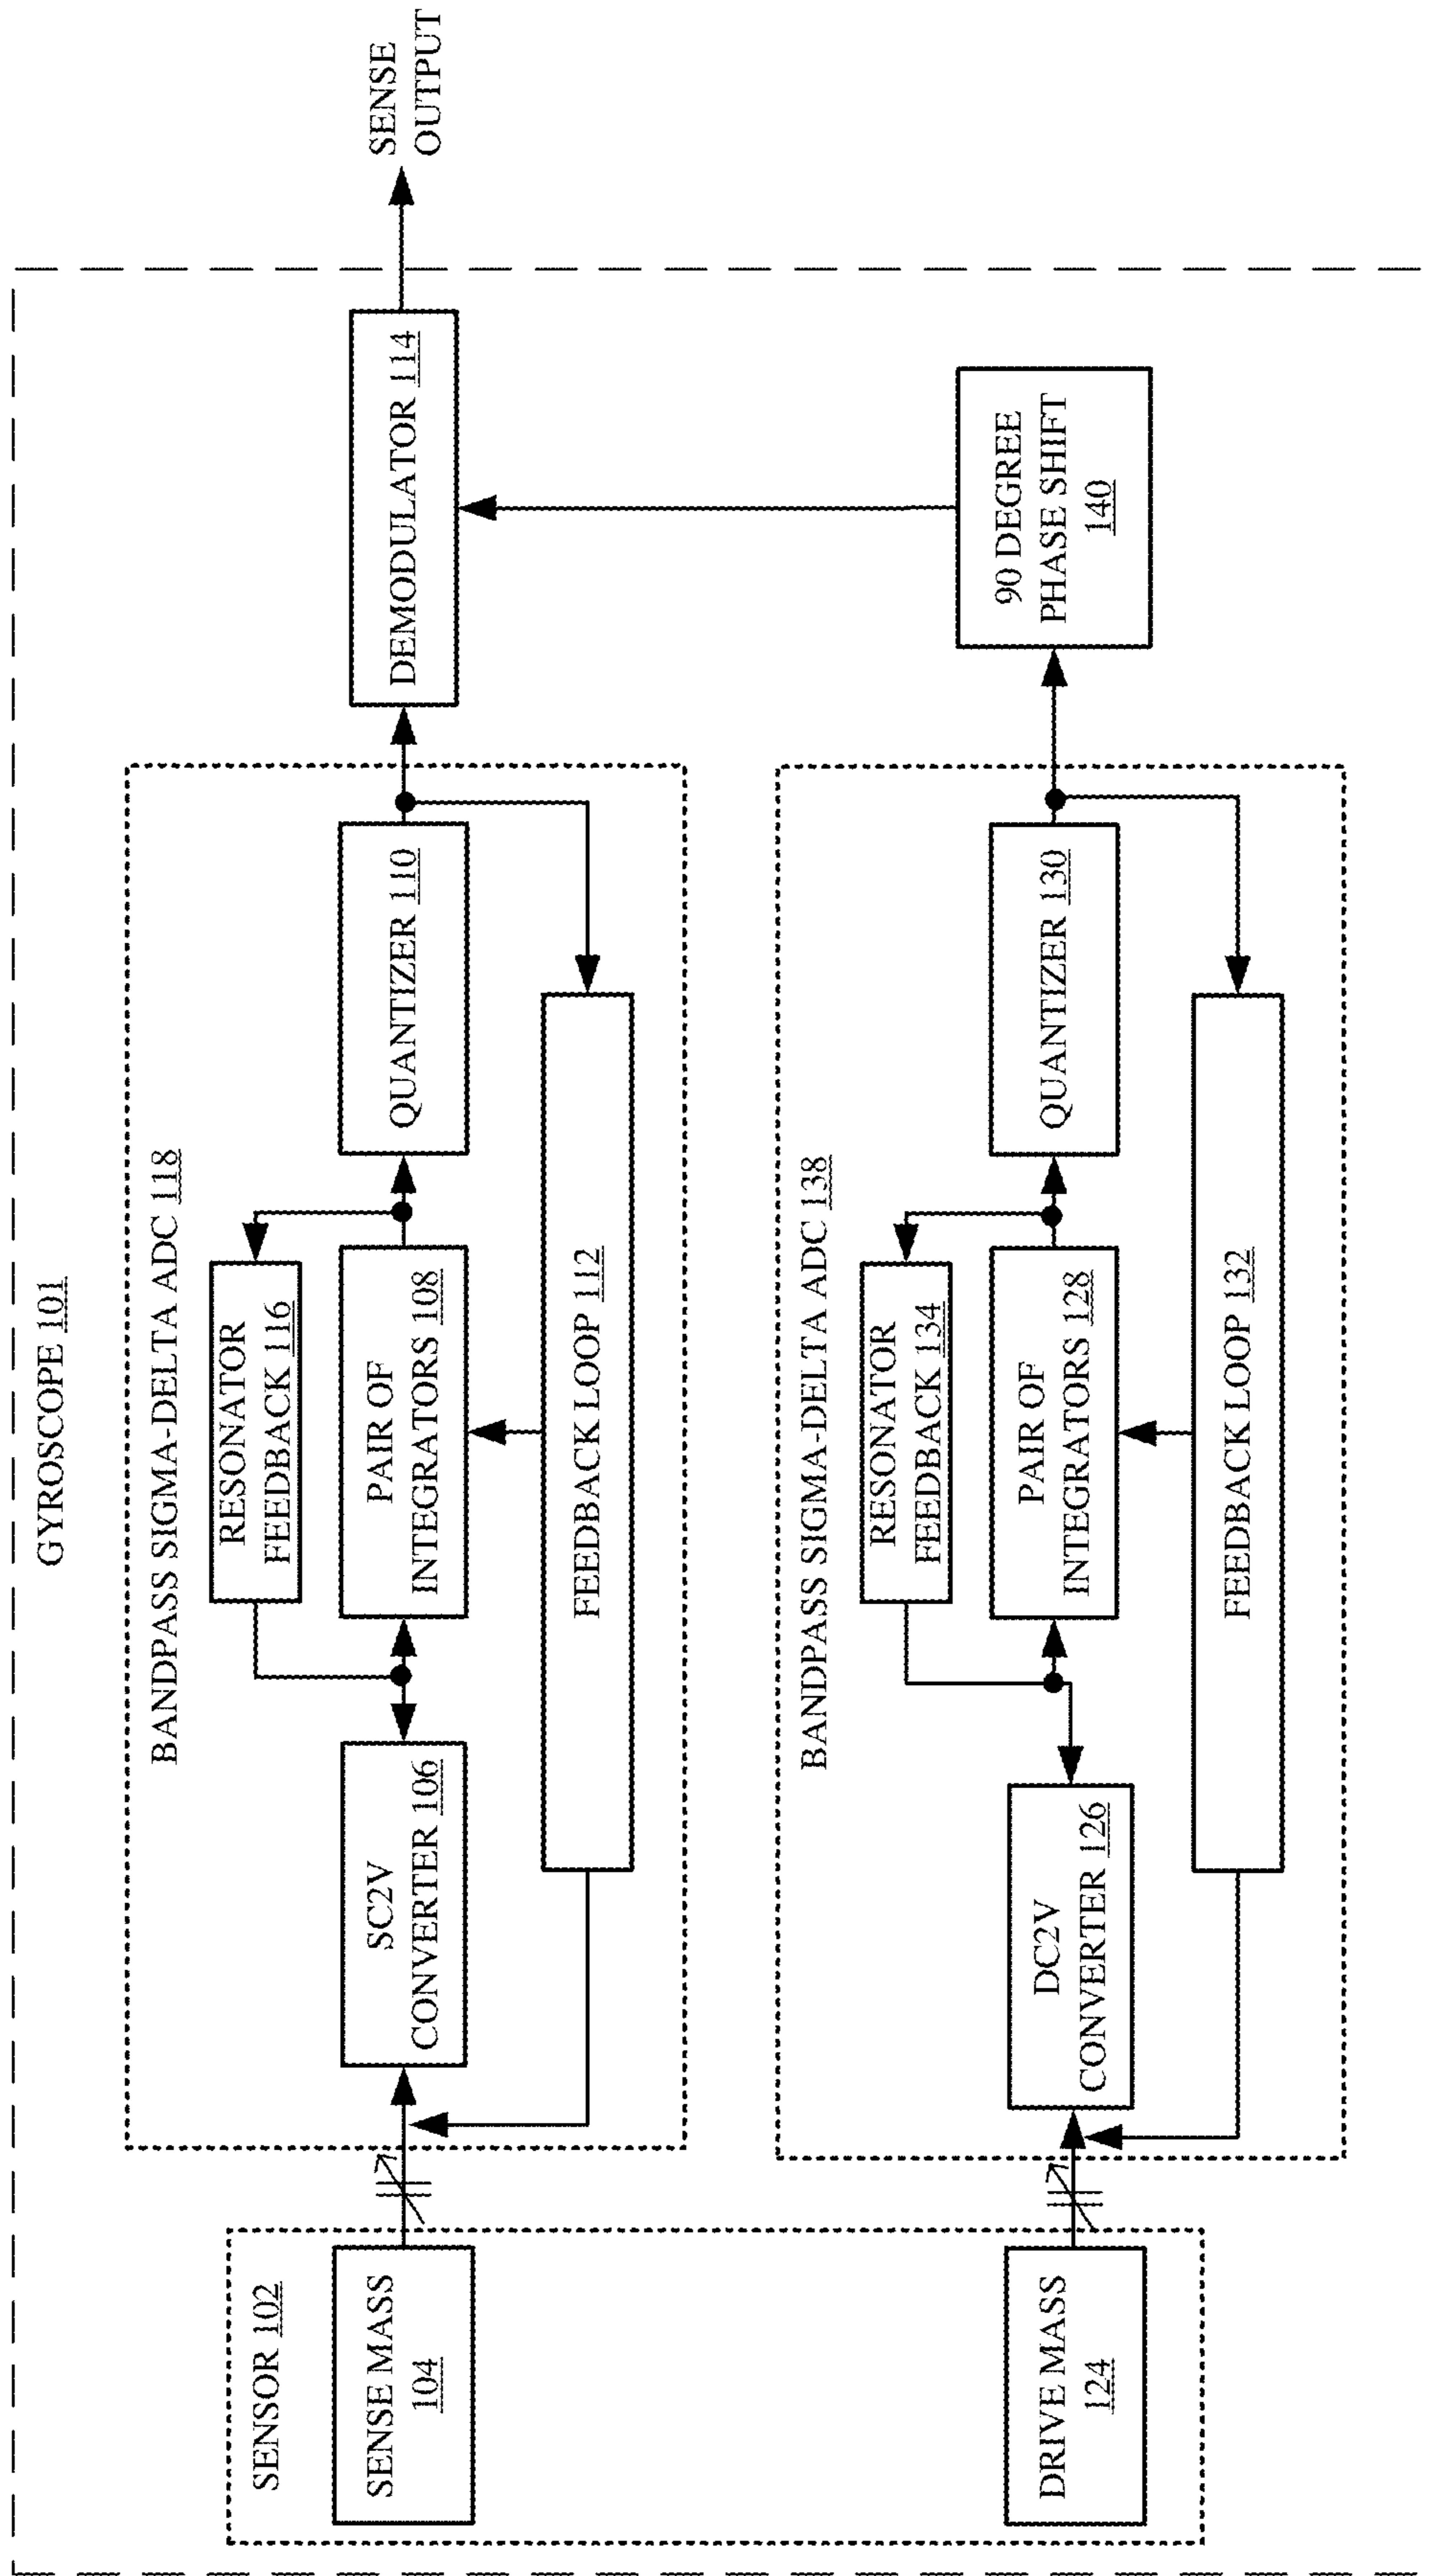 GYROSCOPE 101
SENSOR 102
SENSE MASS
104
DRIVE MASS
124
BANDPASS SIGMA-DELTA ADC 118
SC2V
CONVERTER 106
RESONATOR
FEEDBACK 116
PAIR OF
INTEGRATORS 108
QUANTIZER 110
FEEDBACK LOOP 112
DEMODULATOR 114
SENSE
OUTPUT
BANDPASS SIGMA-DELTA ADC 138
DC2V
CONVERTER 126
RESONATOR
FEEDBACK 134
PAIR OF
INTEGRATORS 128
QUANTIZER 130
FEEDBACK LOOP 132
90 DEGREE
PHASE SHIFT
140